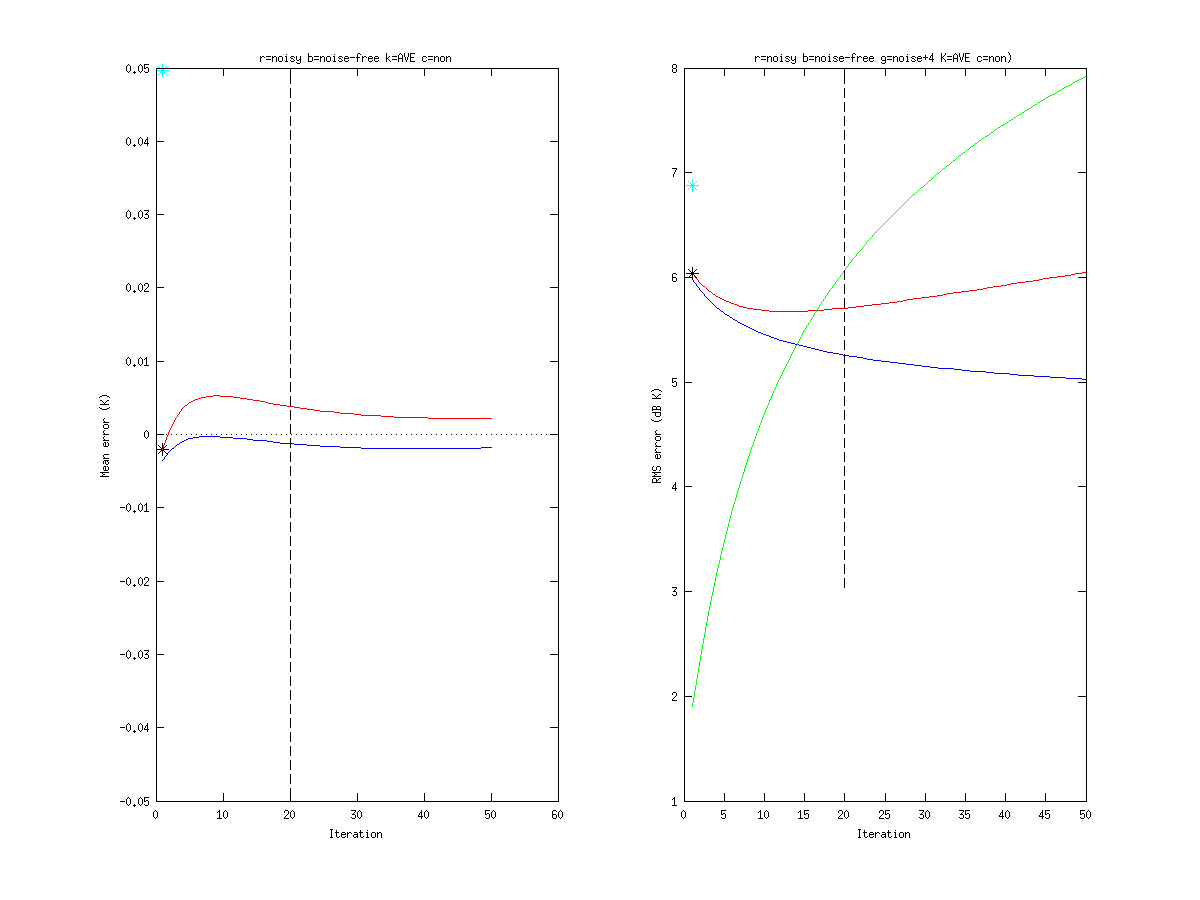 r=noisy b=noise-free k=AVE c=non
0.05
0.04
0.03
0.02
0.01
0
-0.01
-0.02
-0.03
-0.04
-0.05
Mean error (K)
0 10 20 30 40 50 60
Iteration
r=noisy b=noise-free g=noise+4 K=AVE c=non)
8
7
6
5
4
3
2
1
RMS error (dB K)
0 5 10 15 20 25 30 35 40 45 50
Iteration